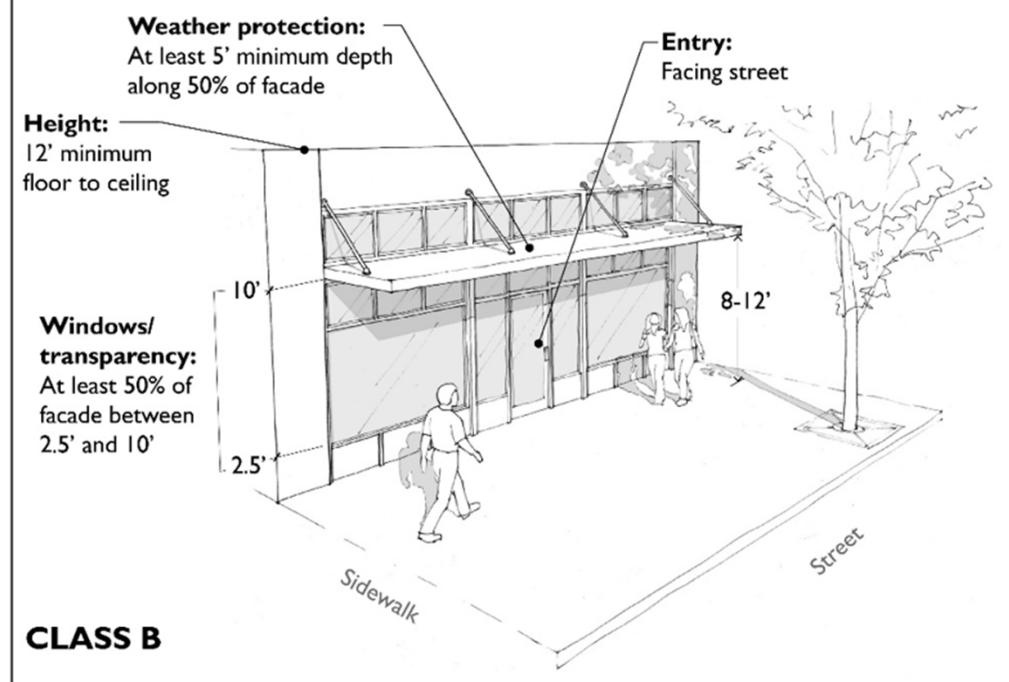 Weather protection:
At least 5' minimum depth
along 50% of facade
Entry:
Facing street
Height:
12' minimum
floor to ceiling
10'
8-12'
Windows/
transparency:
At least 50% of
facade between
2.5' and 10'
2.5'
Sidewalk
Street
CLASS B